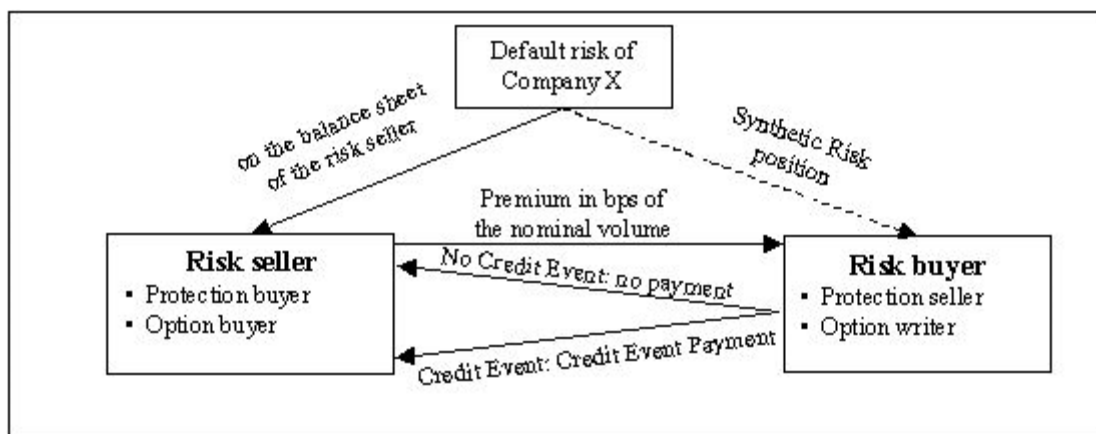 Default risk of
Company X
on the balance sheet
of the risk seller
Synthetic Risk
position
Premium in bps of
the nominal volume
Risk seller
▪ Protection buyer
▪ Option buyer
No Credit Event: no payment
Risk buyer
▪ Protection seller
▪ Option writer
Credit Event: Credit Event Payment